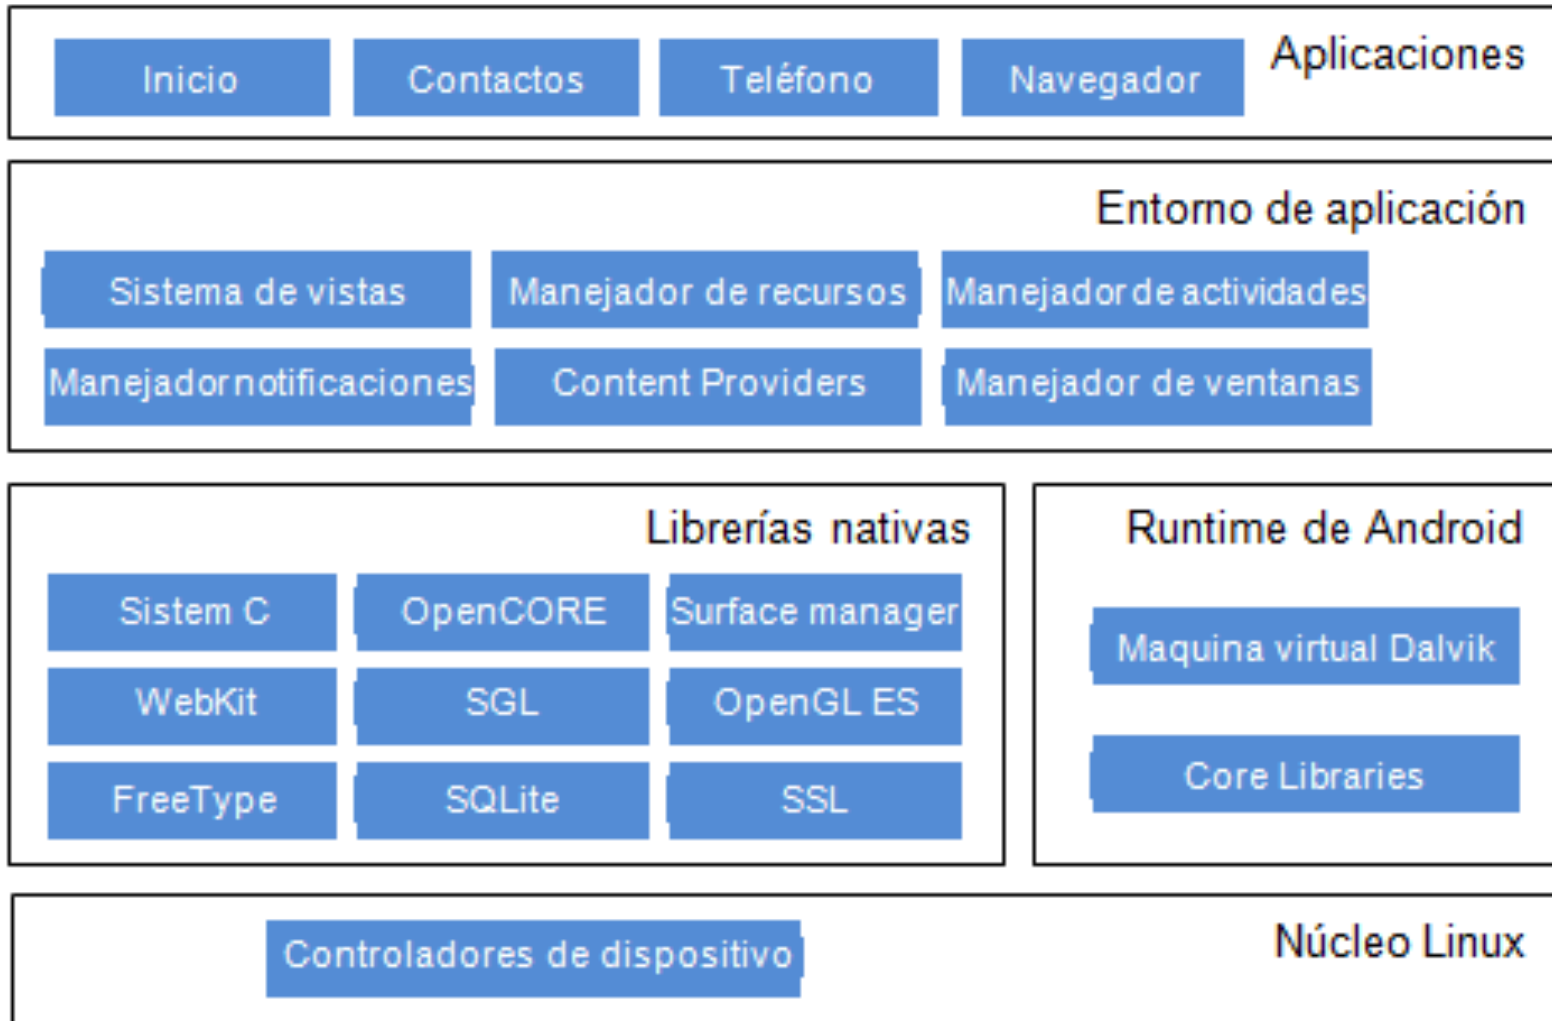 Aplicaciones
Inicio
Contactos
Teléfono
Navegador
Entorno de aplicación
Sistema de vistas
Manejador de recursos
Manejador de actividades
Manejador notificaciones
Content Providers
Manejador de ventanas
Librerías nativas
Sistem C
OpenCORE
Surface manager
WebKit
SGL
OpenGL ES
FreeType
SQLite
SSL
Runtime de Android
Maquina virtual Dalvik
Core Libraries
Núcleo Linux
Controladores de dispositivo